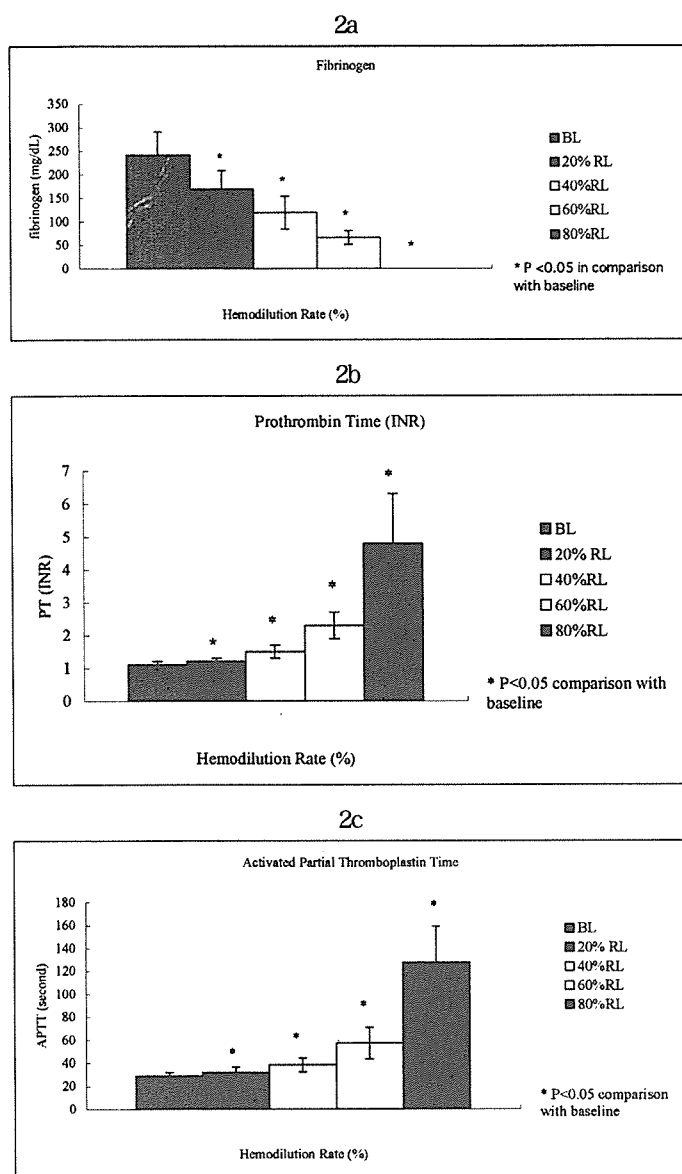 2a
Fibrinogen
fibrinogen (mg/dL)
350
300
250
200
150
100
50
0
*
*
*
*
Hemodilution Rate (%)
BL
20% RL
40%RL
60%RL
80%RL
* P <0.05 in comparison
with baseline
2b
Prothrombin Time (INR)
PT (INR)
7
6
5
4
3
2
1
0
*
*
*
*
Hemodilution Rate (%)
BL
20% RL
40%RL
60%RL
80%RL
* P<0.05 comparison with
baseline
2c
Activated Partial Thromboplastin Time
APTT (second)
180
160
140
120
100
80
60
40
20
0
*
*
*
*
Hemodilution Rate (%)
BL
20% RL
40%RL
60%RL
80%RL
* P<0.05 comparison
with baseline